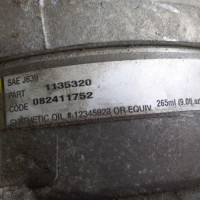 SAE J639
PART 1135320
CODE 082411752
SYNTHETIC OIL # 12345923 OR EQUIV. 265ml (9.0fl.oz